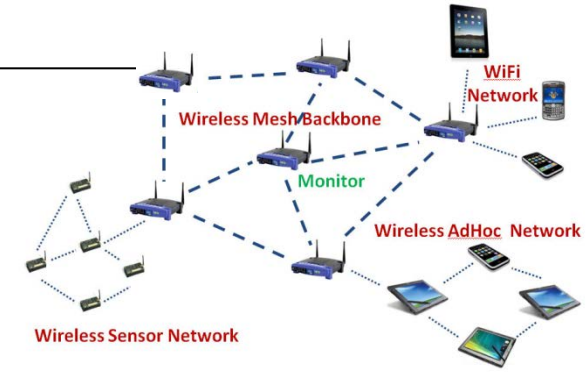 WiFi
Network
Wireless Mesh Backbone
Monitor
Wireless AdHoc Network
Wireless Sensor Network